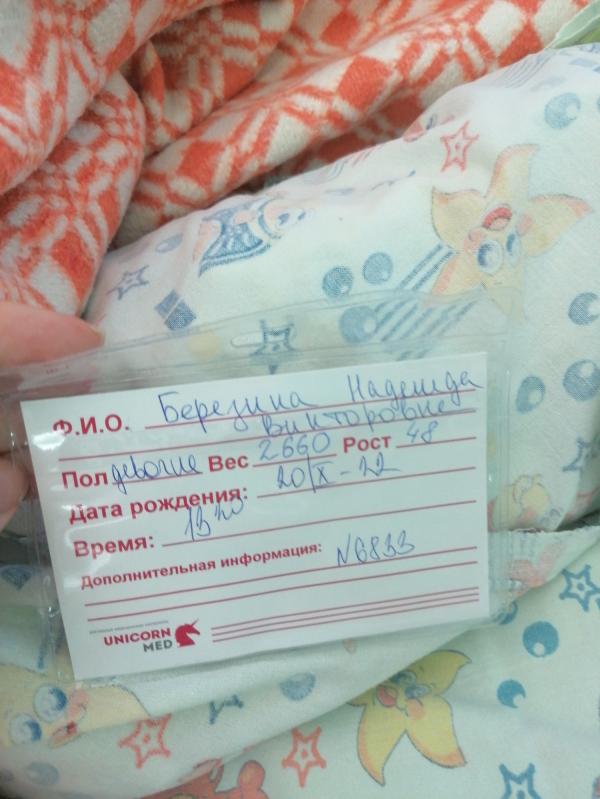 Ф.И.О. Березина Надежда
Викторовна
Пол девочка Вес 2660 Рост 48
Дата рождения: 20/X-22
Время: 13 20
Дополнительная информация: N6833
UNICORN
MED